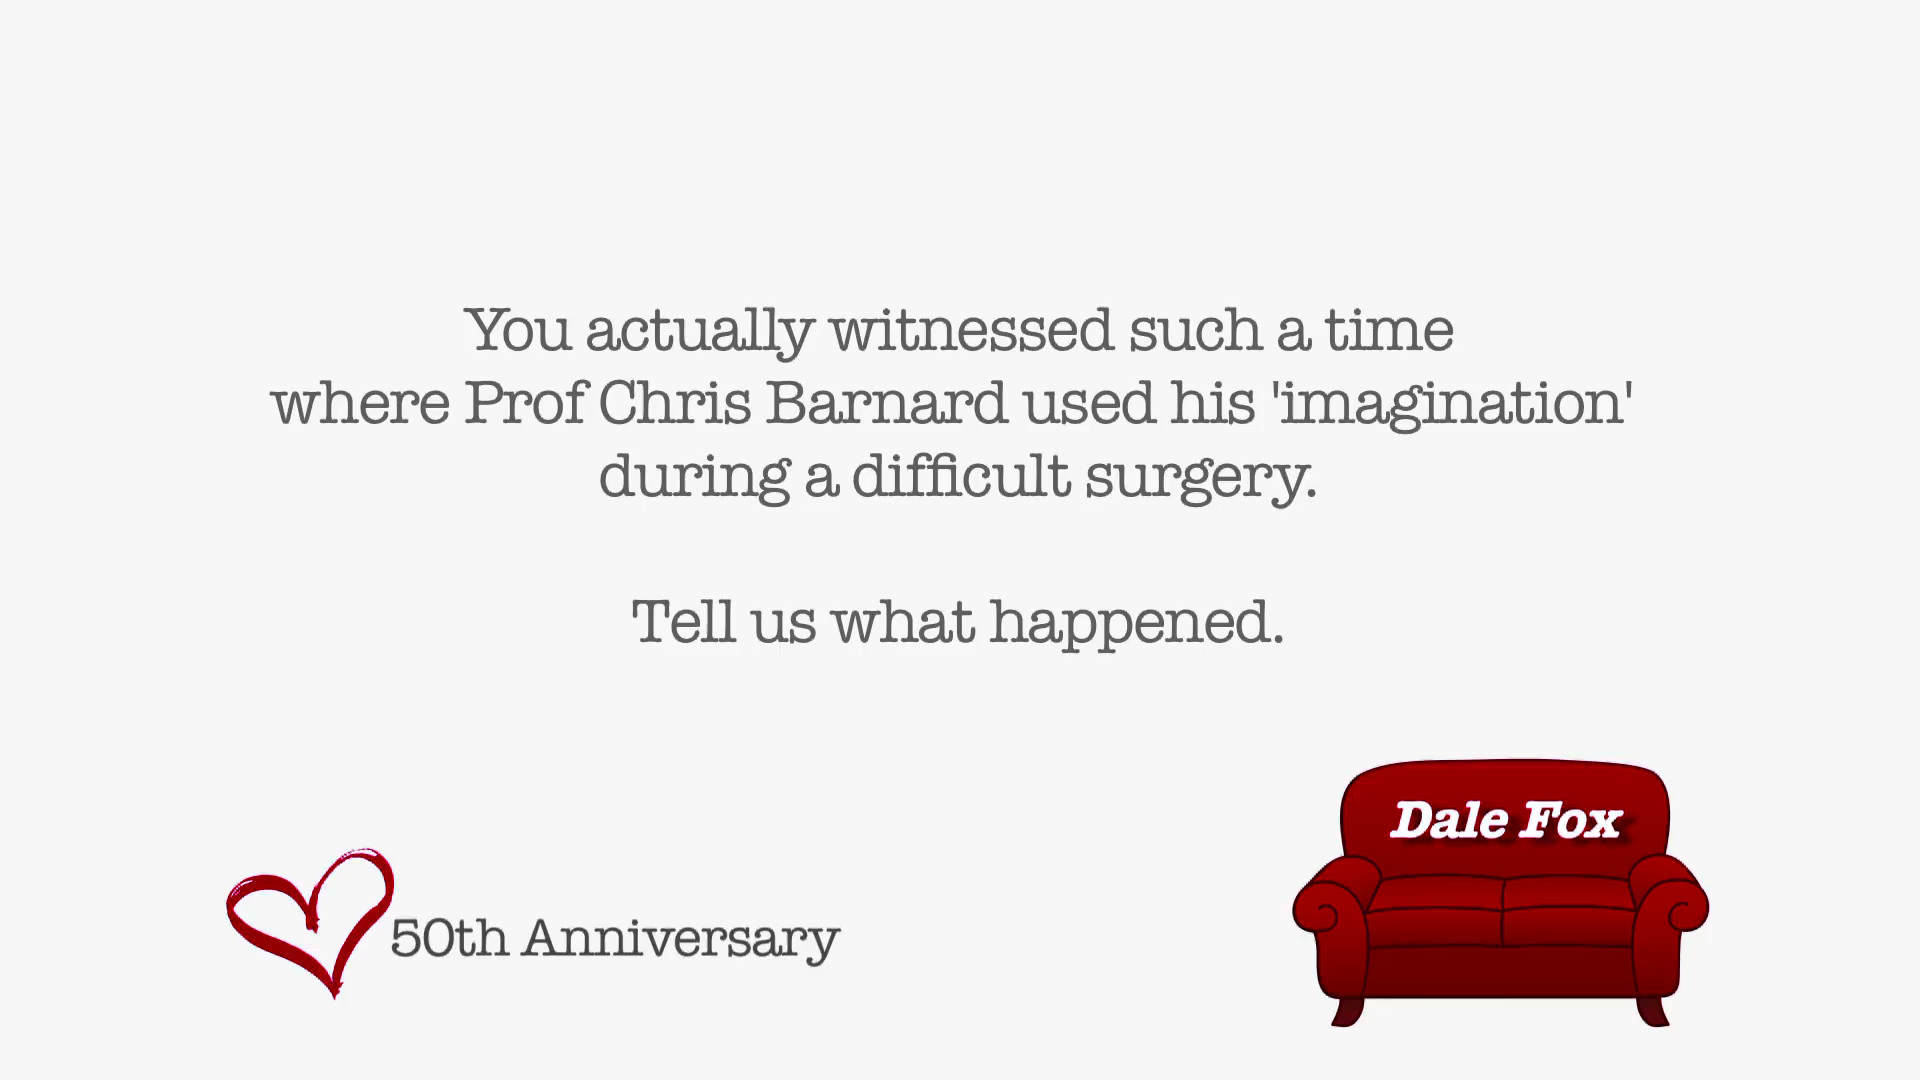 You actually witnessed such a time
where Prof Chris Barnard used his 'imagination'
during a difficult surgery.
Tell us what happened.
Dale Fox
50th Anniversary